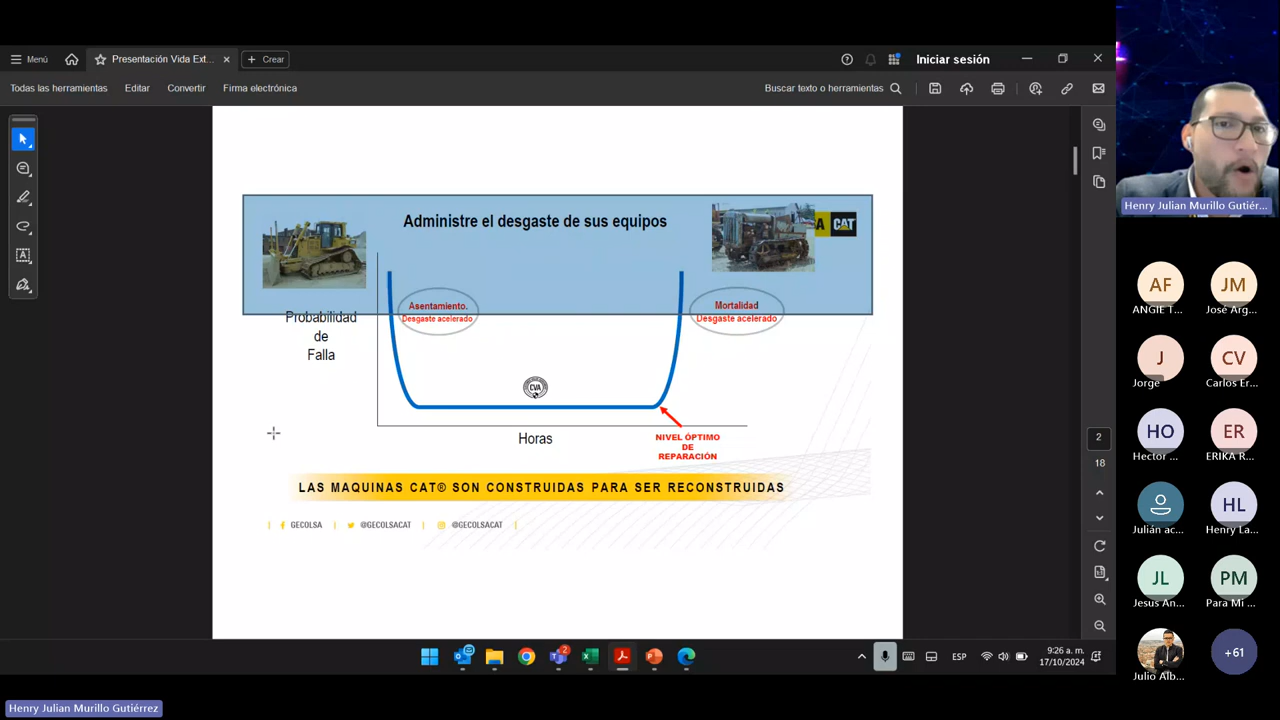 Menú
Presentación Vida Ext...
Crear
Iniciar sesión
Todas las herramientas
Editar
Convertir
Firma electrónica
Buscar texto o herramientas
Administre el desgaste de sus equipos
SA
CAT
Asentamiento.
Desgaste acelerado
Mortalidad
Desgaste acelerado
Probabilidad
de
Falla
CVA
Horas
NIVEL ÓPTIMO
DE
REPARACIÓN
LAS MAQUINAS CAT® SON CONSTRUIDAS PARA SER RECONSTRUIDAS
| GECOLSA | @GECOLSACAT | @GECOLSACAT |
2
18
ESP
9:26 a. m.
17/10/2024
2
Henry Julian Murillo Gutiér...
AF
ANGIE T...
JM
José Arg...
J
Jorge
CV
Carlos Er...
HO
Hector ...
ER
ERIKA R...
Julián ac...
HL
Henry La...
JL
Jesus An...
PM
Para Mi ...
Julio Alb...
+61
Henry Julian Murillo Gutiérrez